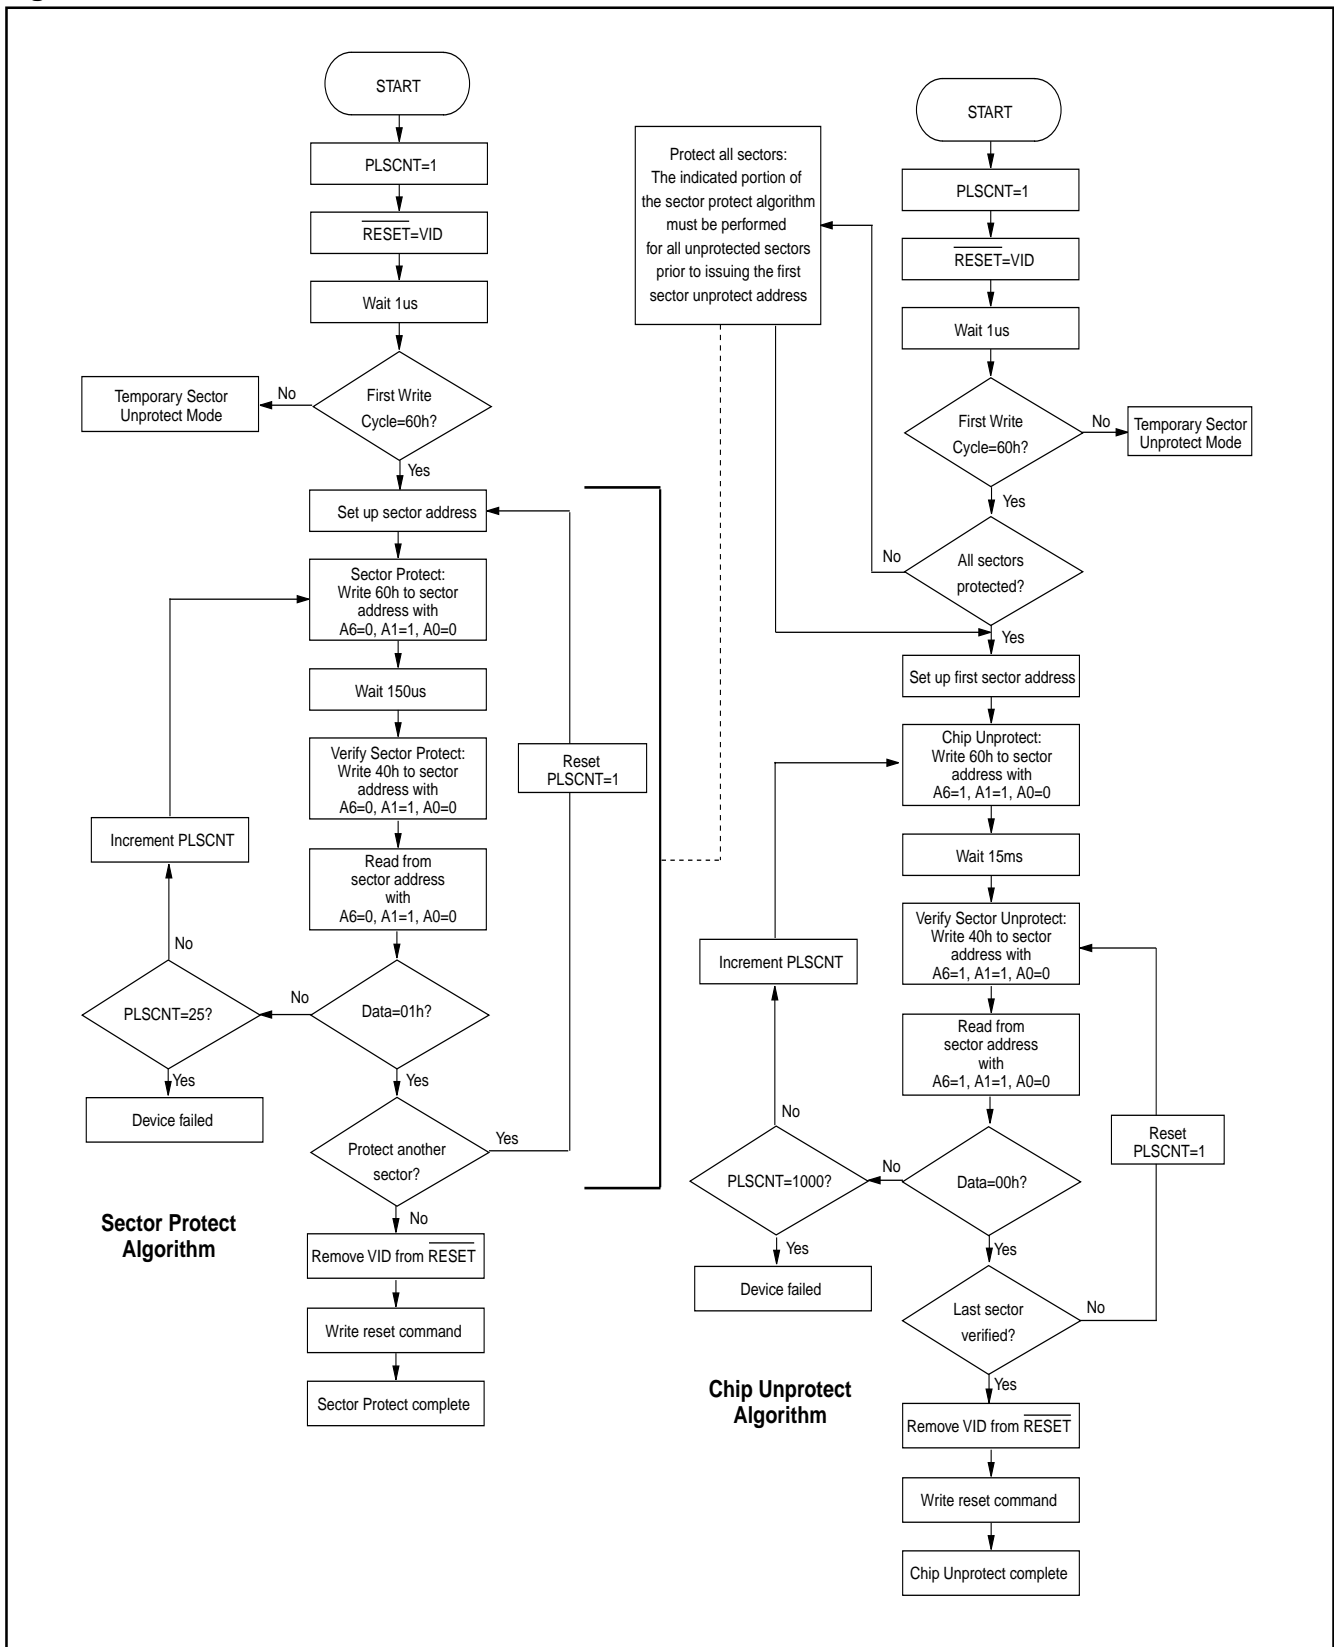 START
PLSCNT=1
RESET=VID
Wait 1us
First Write
Cycle=60h?
No
Temporary Sector
Unprotect Mode
Yes
Set up sector address
Sector Protect:
Write 60h to sector
address with
A6=0, A1=1, A0=0
Wait 150us
Verify Sector Protect:
Write 40h to sector
address with
A6=0, A1=1, A0=0
Reset
PLSCNT=1
Increment PLSCNT
Read from
sector address
with
A6=0, A1=1, A0=0
No
PLSCNT=25?
No
Data=01h?
Yes
Device failed
Yes
Protect another
sector?
Yes
No
Sector Protect
Algorithm
Remove VID from RESET
Write reset command
Sector Protect complete
Protect all sectors:
The indicated portion of
the sector protect algorithm
must be performed
for all unprotected sectors
prior to issuing the first
sector unprotect address
START
PLSCNT=1
RESET=VID
Wait 1us
First Write
Cycle=60h?
No
Temporary Sector
Unprotect Mode
Yes
No
All sectors
protected?
Yes
Set up first sector address
Chip Unprotect:
Write 60h to sector
address with
A6=1, A1=1, A0=0
Wait 15ms
Verify Sector Unprotect:
Write 40h to sector
address with
A6=1, A1=1, A0=0
Increment PLSCNT
Read from
sector address
with
A6=1, A1=1, A0=0
No
Reset
PLSCNT=1
PLSCNT=1000?
No
Data=00h?
Yes
Device failed
Yes
Last sector
verified?
No
Yes
Chip Unprotect
Algorithm
Remove VID from RESET
Write reset command
Chip Unprotect complete